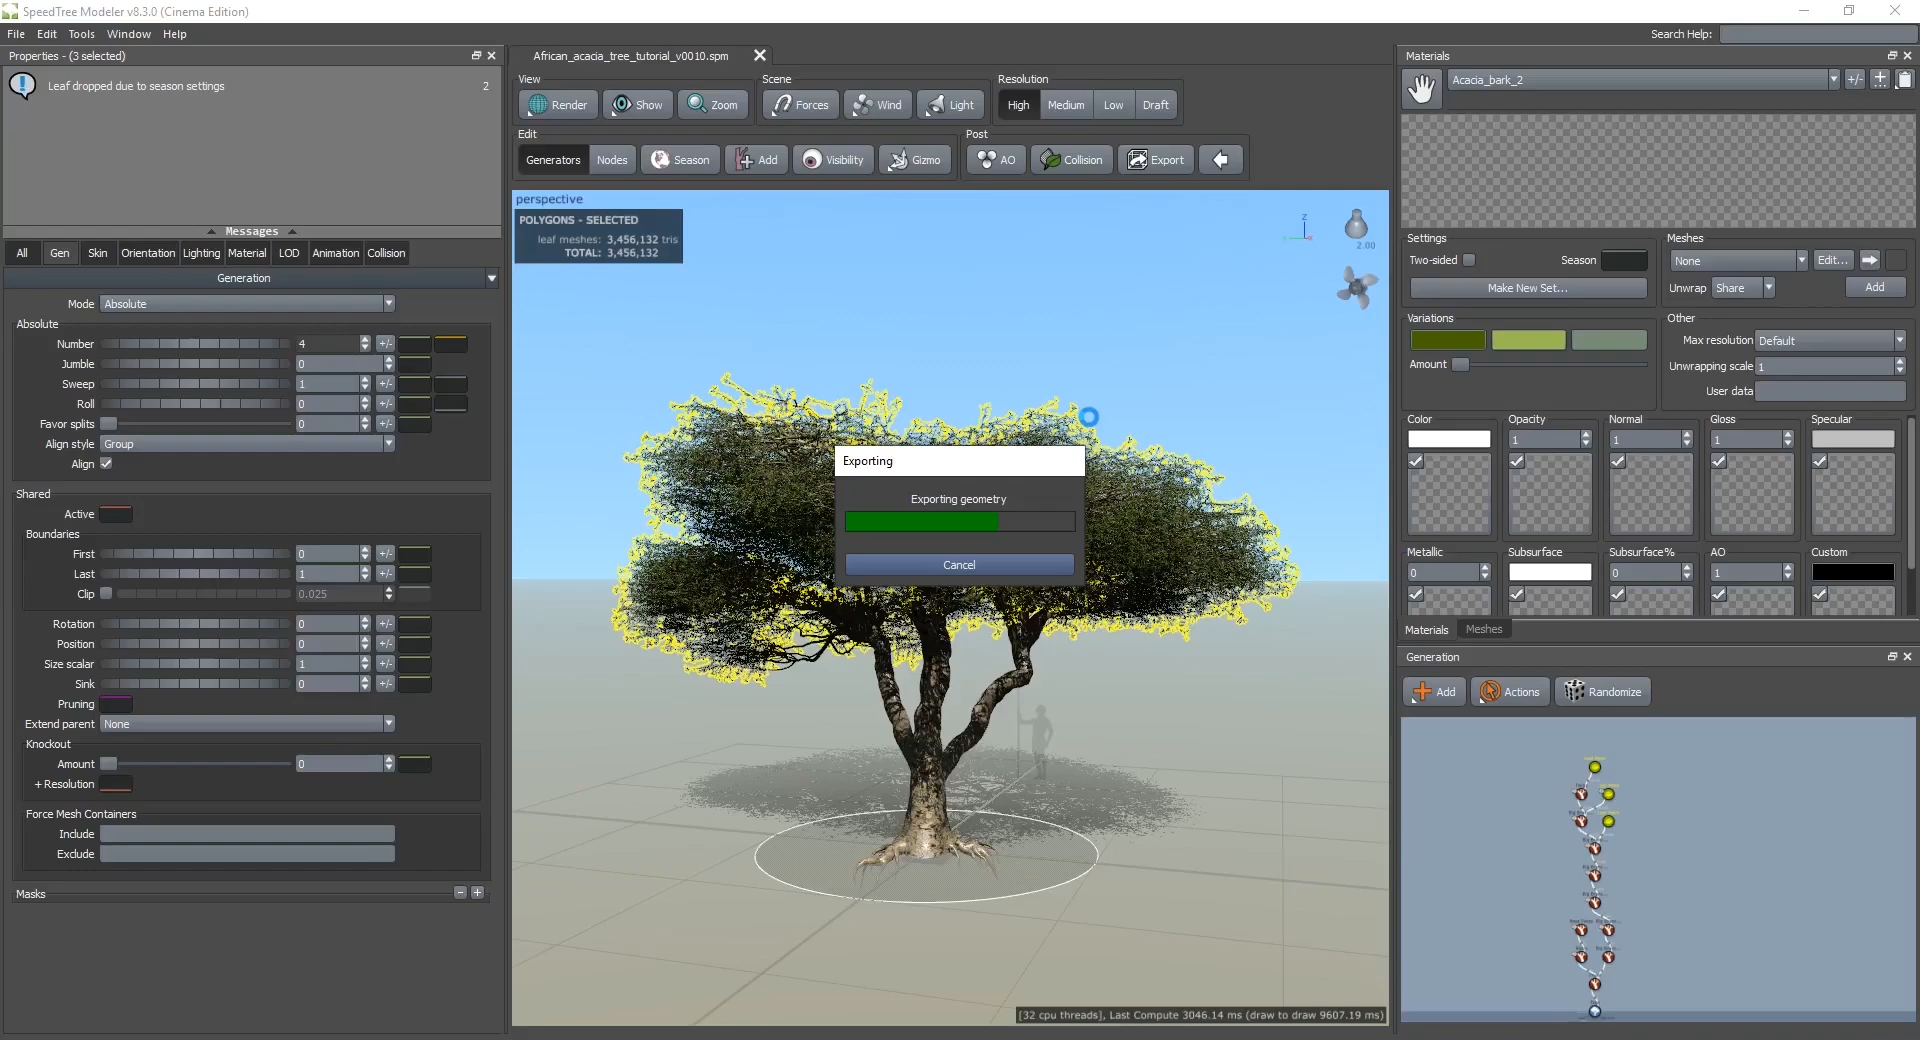 SpeedTree Modeler v8.3.0 (Cinema Edition)
File Edit Tools Window Help
Search Help:
Properties - (3 selected)
Leaf dropped due to season settings 2
Messages
All Gen Skin Orientation Lighting Material LOD Animation Collision
Generation
Mode Absolute
Absolute
Number 4 +/-
Jumble 0
Sweep 1 +/-
Roll 0 +/-
Favor splits 0
Align style Group
Align
Shared
Active
Boundaries
First 0 +/-
Last 1 +/-
Clip 0.025
Rotation 0 +/-
Position 0 +/-
Size scalar 1 +/-
Sink 0 +/-
Pruning
Extend parent None
Knockout
Amount 0
+ Resolution
Force Mesh Containers
Include
Exclude
Masks - +
African_acacia_tree_tutorial_v0010.spm
View Scene Resolution
Render Show Zoom Forces Wind Light High Medium Low Draft
Edit Post
Generators Nodes Season Add Visibility Gizmo AO Collision Export
perspective
POLYGONS - SELECTED
leaf meshes: 3,456,132 tris
TOTAL: 3,456,132
z
2.00
Exporting
Exporting geometry
Cancel
[32 cpu threads], Last Compute 3046.14 ms (draw to draw 9607.19 ms)
Materials
Acacia_bark_2 +/-
Settings Meshes
Two-sided Season None Edit...
Make New Set... Unwrap Share Add
Variations Other
Max resolution Default
Amount Unwrapping scale 1
User data
Color Opacity Normal Gloss Specular
1 1 1
Metallic Subsurface Subsurface% AO Custom
0 0 1
Materials Meshes
Generation
Add Actions Randomize